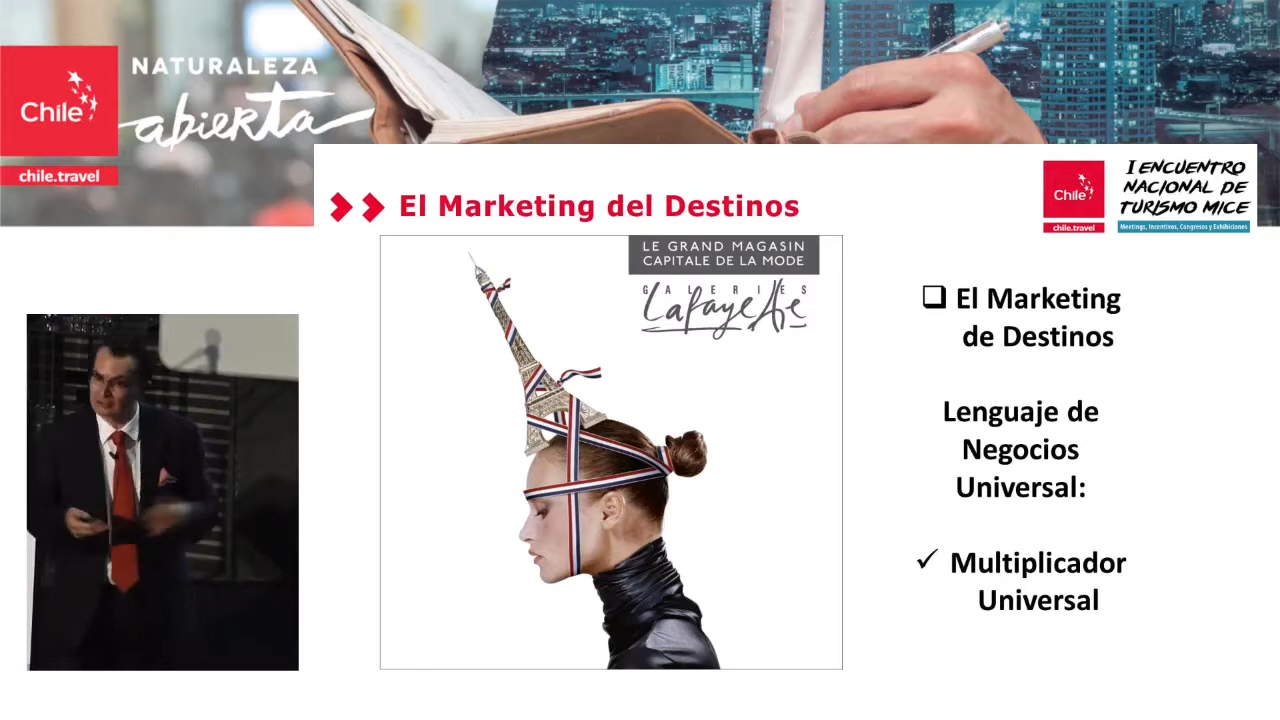 NATURALEZA
abierta
Chile
chile.travel
El Marketing del Destinos
Chile
chile.travel
I ENCUENTRO
NACIONAL DE
TURISMO MICE
Meetings, Incentivos, Congresos y Exhibiciones
LE GRAND MAGASIN
CAPITALE DE LA MODE
GALERIES
Lafayette
El Marketing
de Destinos
Lenguaje de
Negocios
Universal:
✓ Multiplicador
Universal